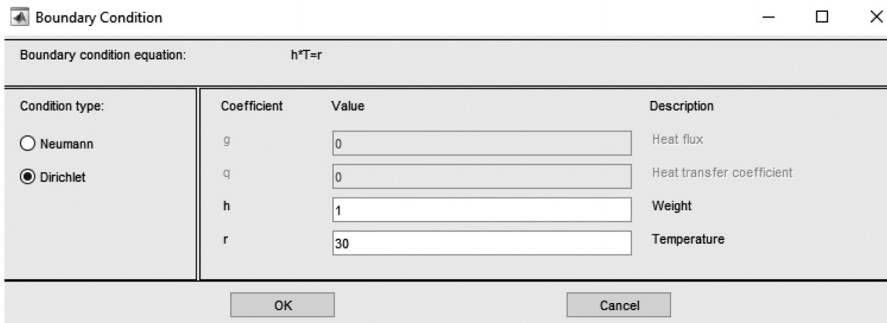 Boundary Condition
Boundary condition equation: h*T=r
Condition type: Coefficient Value Description
Neumann g 0 Heat flux
Dirichlet q 0 Heat transfer coefficient
h 1 Weight
r 30 Temperature
OK Cancel